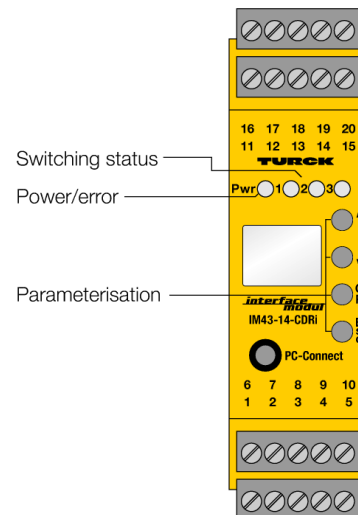 16 17 18 19 20
11 12 13 14 15
TURCK
Switching status
Power/error
Pwr 1 2 3
Parameterisation
interface
modul
IM43-14-CDRi
PC-Connect
6 7 8 9 10
1 2 3 4 5